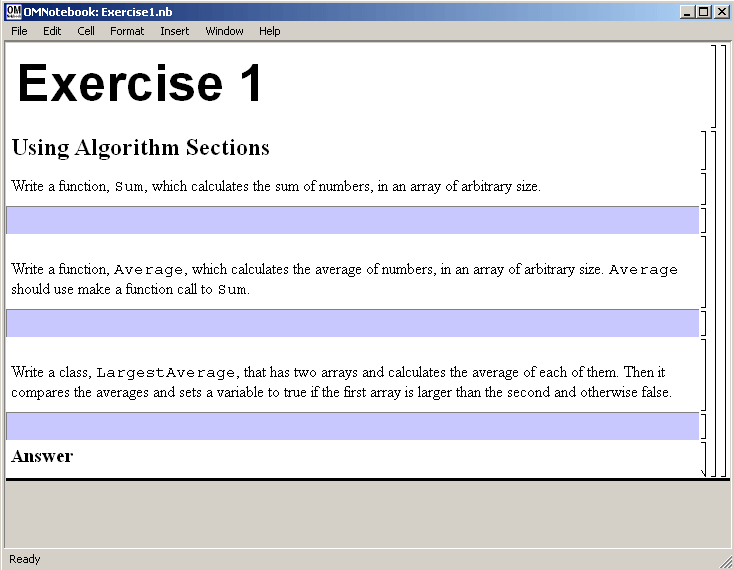 OM OMNotebook: Exercise1.nb
File Edit Cell Format Insert Window Help
Exercise 1
Using Algorithm Sections
Write a function, Sum, which calculates the sum of numbers, in an array of arbitrary size.
Write a function, Average, which calculates the average of numbers, in an array of arbitrary size. Average
should use make a function call to Sum.
Write a class, LargestAverage, that has two arrays and calculates the average of each of them. Then it
compares the averages and sets a variable to true if the first array is larger than the second and otherwise false.
Answer
Ready